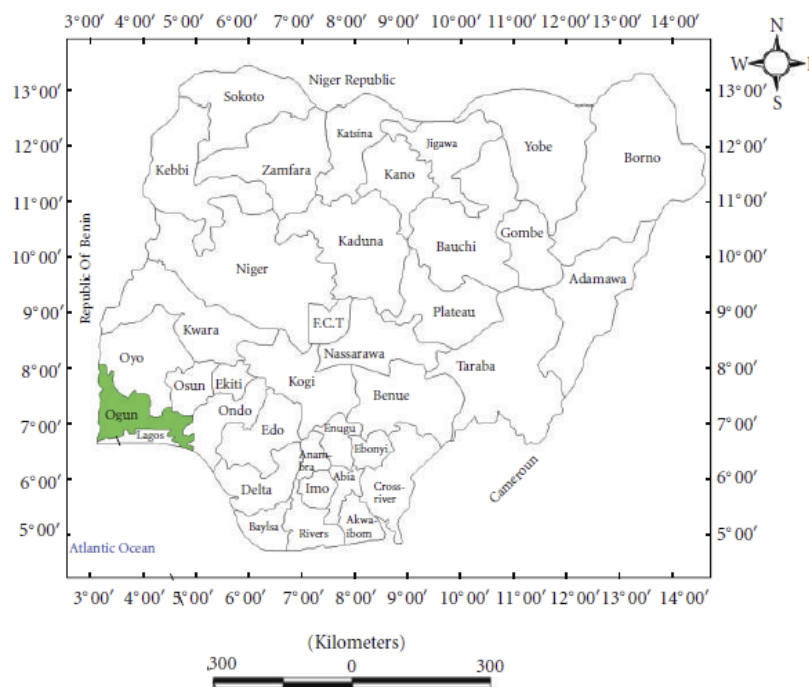 3° 00′ 4° 00′ 5° 00′ 6° 00′ 7° 00′ 8° 00′ 9° 00′ 10° 00′ 11° 00′ 12° 00′ 13° 00′ 14° 00′
N
W
S
13° 00′
12° 00′
11° 00′
10° 00′
9° 00′
8° 00′
7° 00′
6° 00′
5° 00′
13° 00′
12° 00′
11° 00′
10° 00′
9° 00′
8° 00′
7° 00′
6° 00′
5° 00′
Niger Republic
Republic Of Benin
Sokoto
Katsina
Jigawa
Yobe
Borno
Kebbi
Zamfara
Kano
Kaduna
Bauchi
Gombe
Niger
Adamawa
F.C.T
Plateau
Kwara
Oyo
Nassarawa
Taraba
Osun
Ekiti
Kogi
Benue
Ogun
Ondo
Lagos
Edo
Enugu
Anam-
bra
Ebonyi
Abia
Delta
Imo
Cross-
river
Cameroun
Baylsa
Rivers
Akwa-
ibom
Atlantic Ocean
3° 00′ 4° 00′ 5° 00′ 6° 00′ 7° 00′ 8° 00′ 9° 00′ 10° 00′ 11° 00′ 12° 00′ 13° 00′ 14° 00′
(Kilometers)
300 0 300